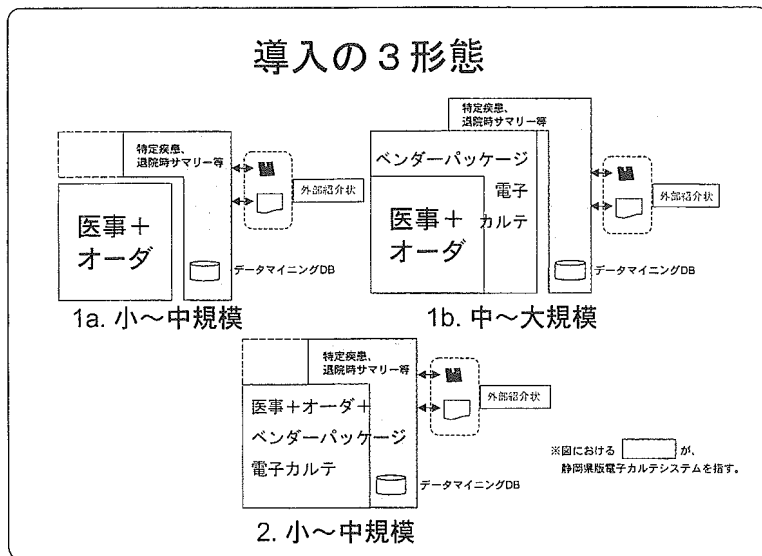 導入の３形態
特定疾患、
退院時サマリー等
医事＋
オーダ
外部紹介状
データマイニングDB
1a. 小～中規模
特定疾患、
退院時サマリー等
ベンダーパッケージ
電子
カルテ
医事＋
オーダ
外部紹介状
データマイニングDB
1b. 中～大規模
特定疾患、
退院時サマリー等
医事＋オーダ＋
ベンダーパッケージ
電子カルテ
外部紹介状
データマイニングDB
2. 小～中規模
※図における が、
静岡県版電子カルテシステムを指す。